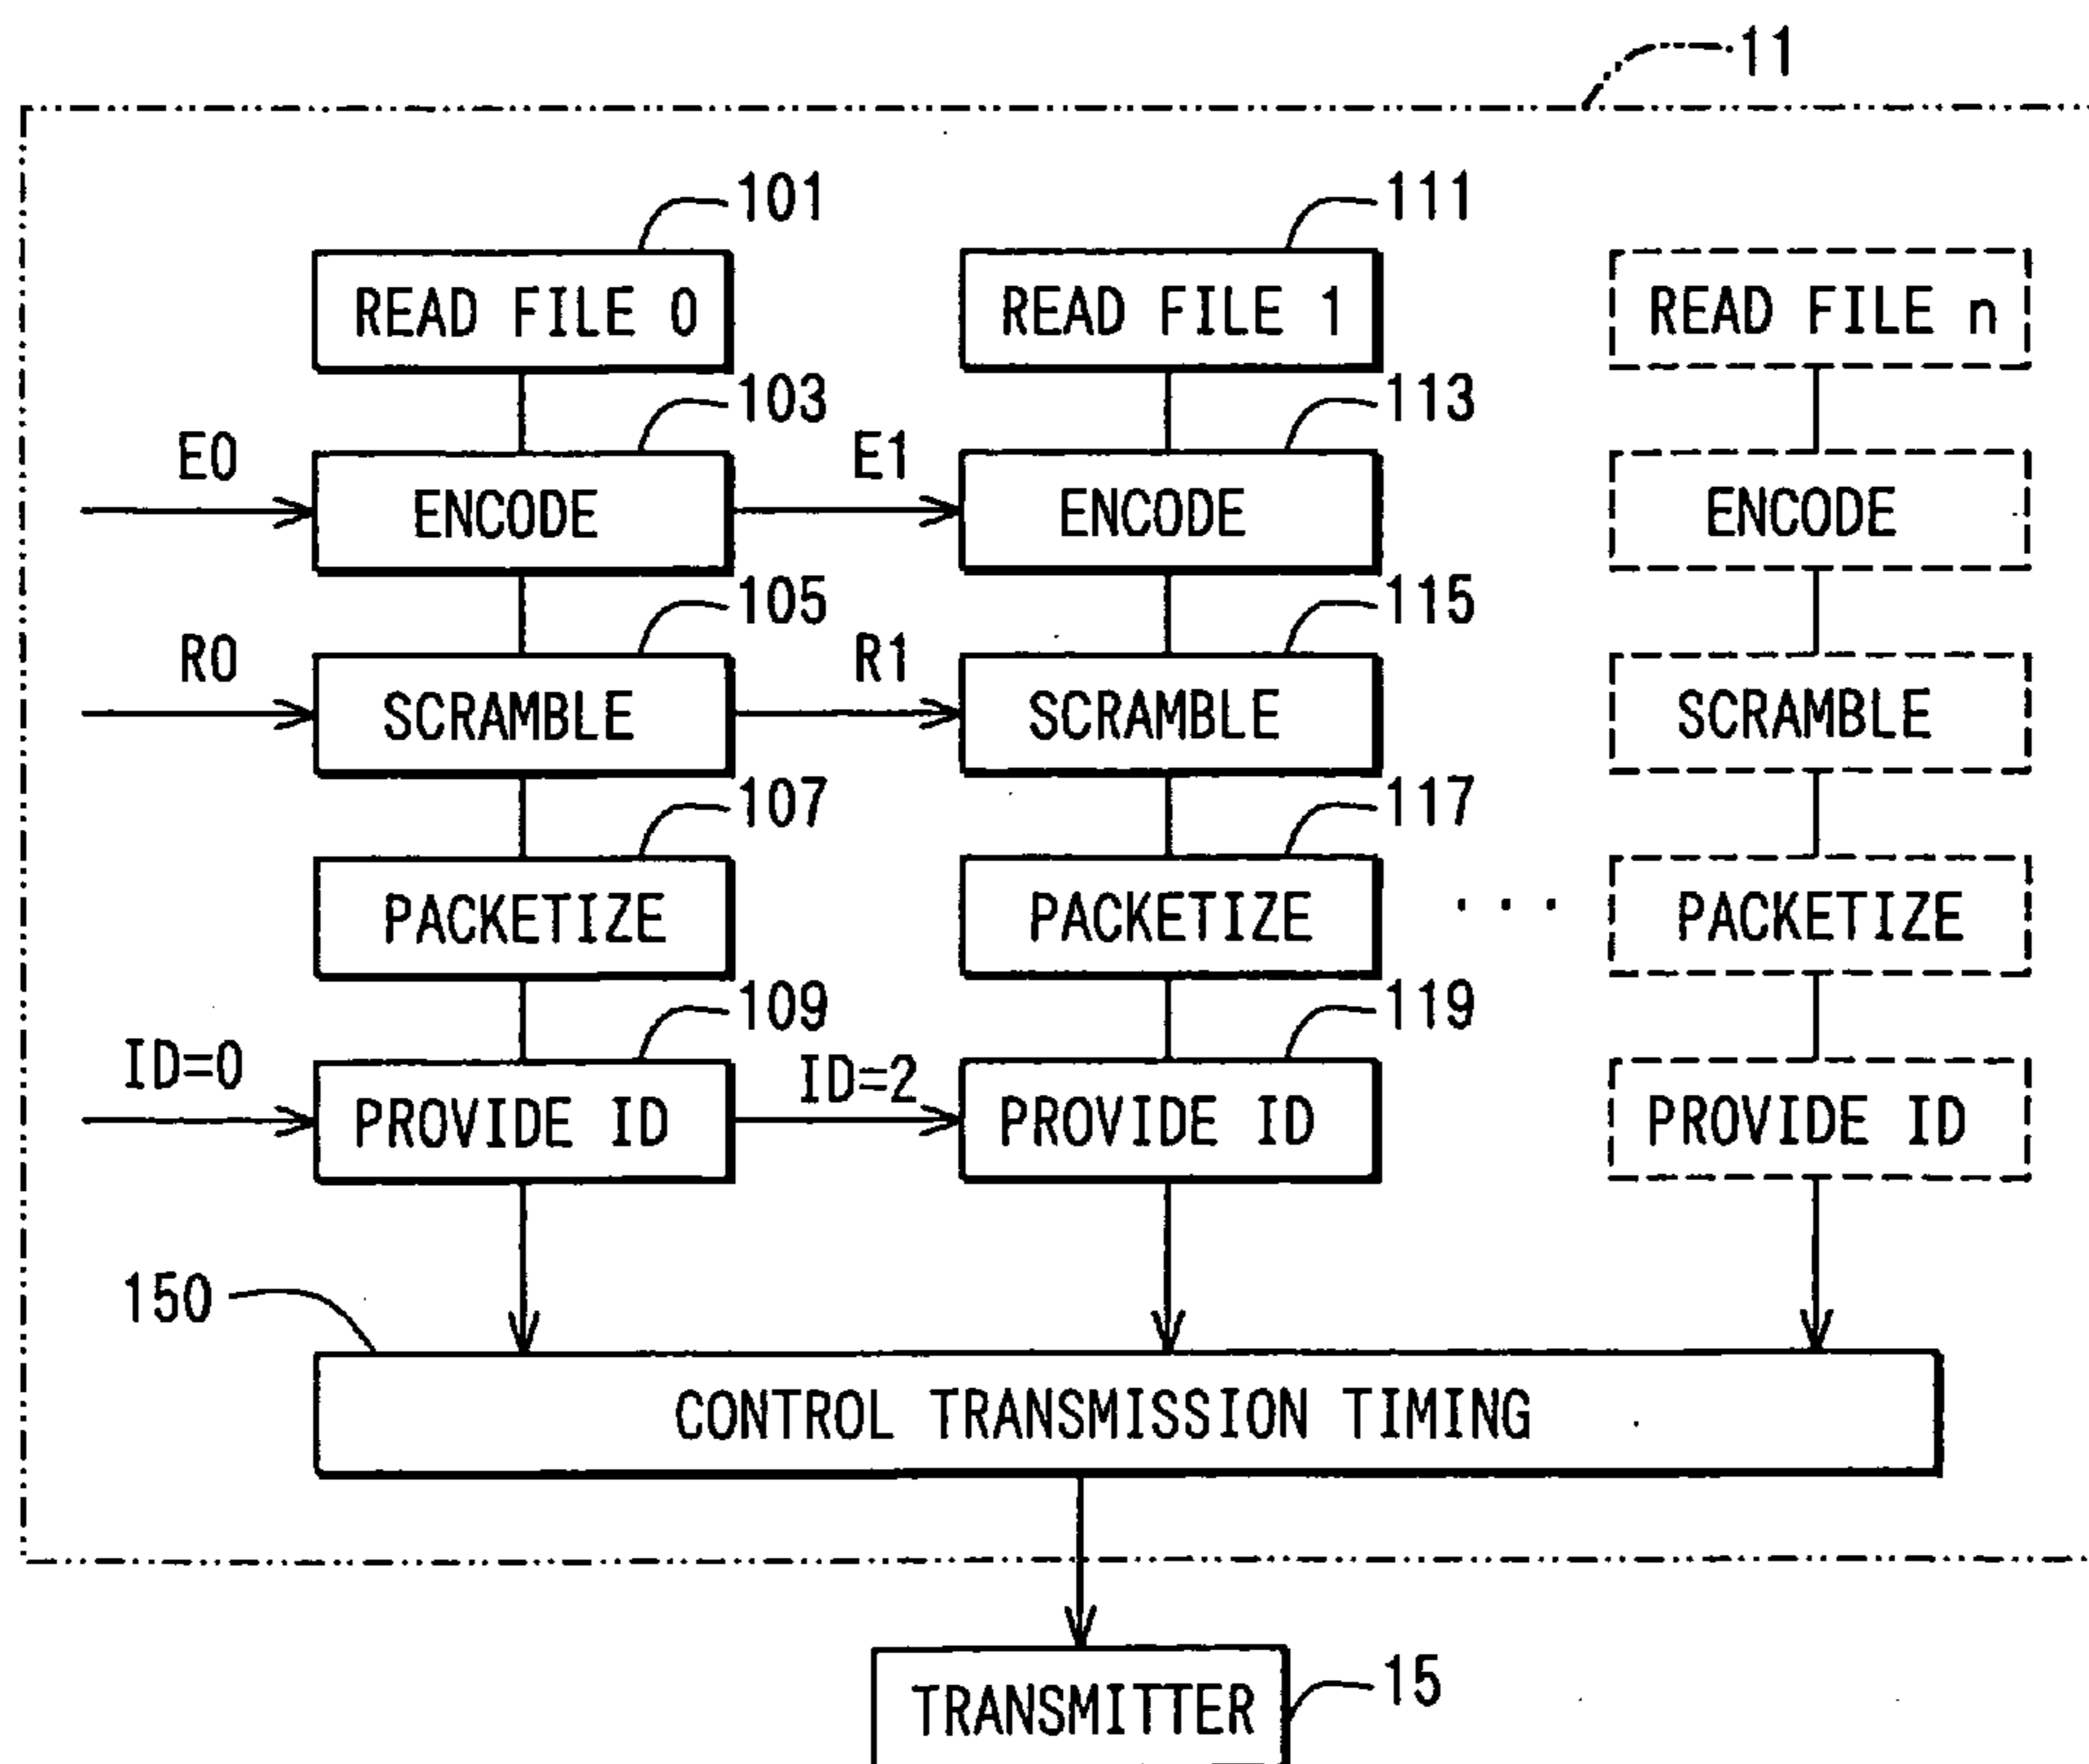 11
101 111
READ FILE 0 READ FILE 1 READ FILE n
103 113
E0 E1
ENCODE ENCODE ENCODE
105 115
R0 R1
SCRAMBLE SCRAMBLE SCRAMBLE
107 117
PACKETIZE PACKETIZE ... PACKETIZE
109 119
ID=0 ID=2
PROVIDE ID PROVIDE ID PROVIDE ID
150
CONTROL TRANSMISSION TIMING
15
TRANSMITTER